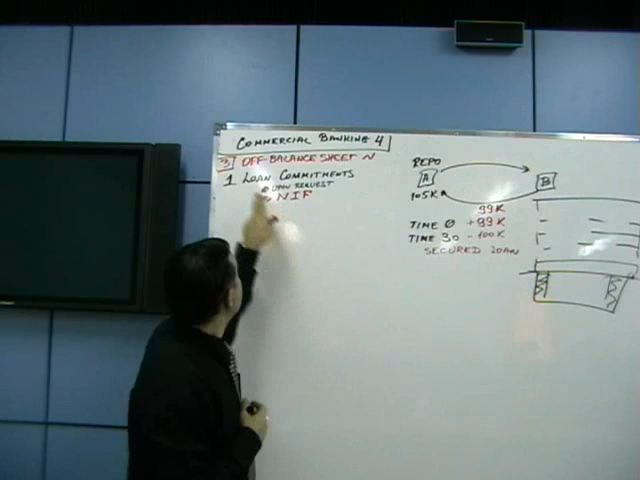 COMMERCIAL BANKING 4
3 OFF-BALANCE SHEET N
1 LOAN COMMITMENTS
UPON REQUEST
NIF
REPO
A
B
105K
99K
TIME 0 +99K
TIME 30 -100K
SECURED LOAN